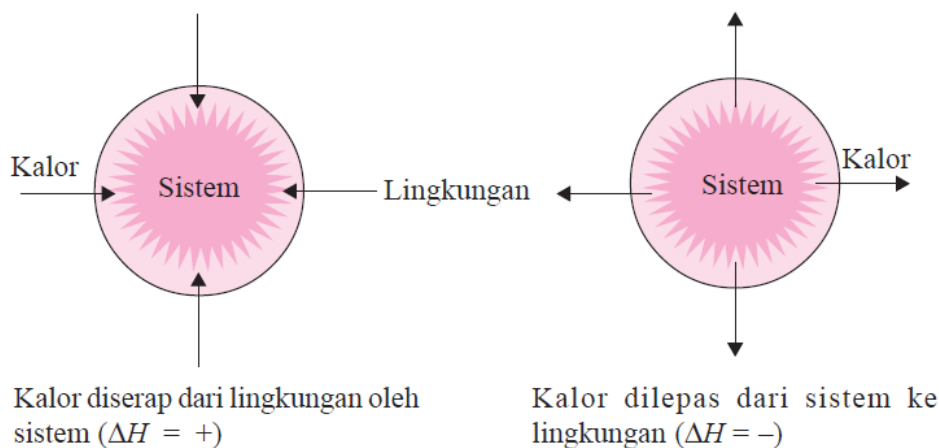 Kalor
Sistem
Lingkungan
Sistem
Kalor
Kalor diserap dari lingkungan oleh
sistem (ΔH = +)
Kalor dilepas dari sistem ke
lingkungan (ΔH = –)